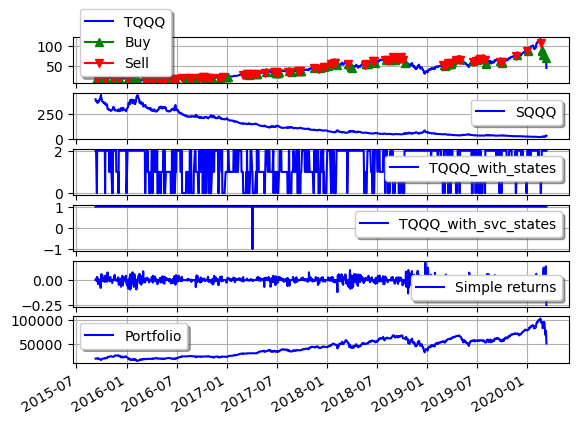 TQQQ
Buy
Sell
100
50
250
0
SQQQ
2
0
TQQQ_with_states
1
0
−1
TQQQ_with_svc_states
0.00
−0.25
Simple returns
100000
50000
Portfolio
2015-07
2016-01
2016-07
2017-01
2017-07
2018-01
2018-07
2019-01
2019-07
2020-01